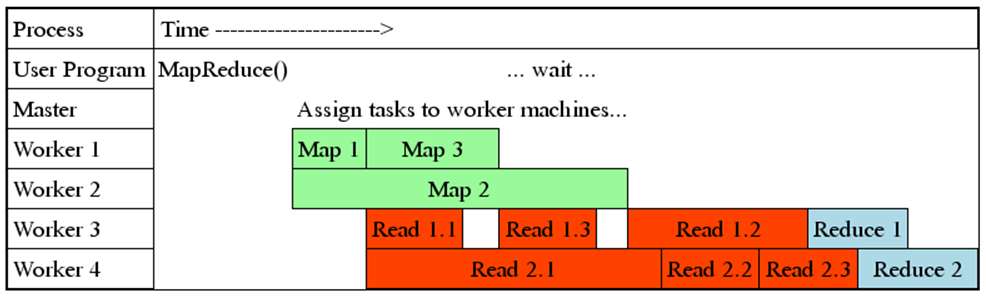 Process Time ---------------------->
User Program MapReduce() ... wait ...
Master Assign tasks to worker machines...
Worker 1 Map 1 Map 3
Worker 2 Map 2
Worker 3 Read 1.1 Read 1.3 Read 1.2 Reduce 1
Worker 4 Read 2.1 Read 2.2 Read 2.3 Reduce 2